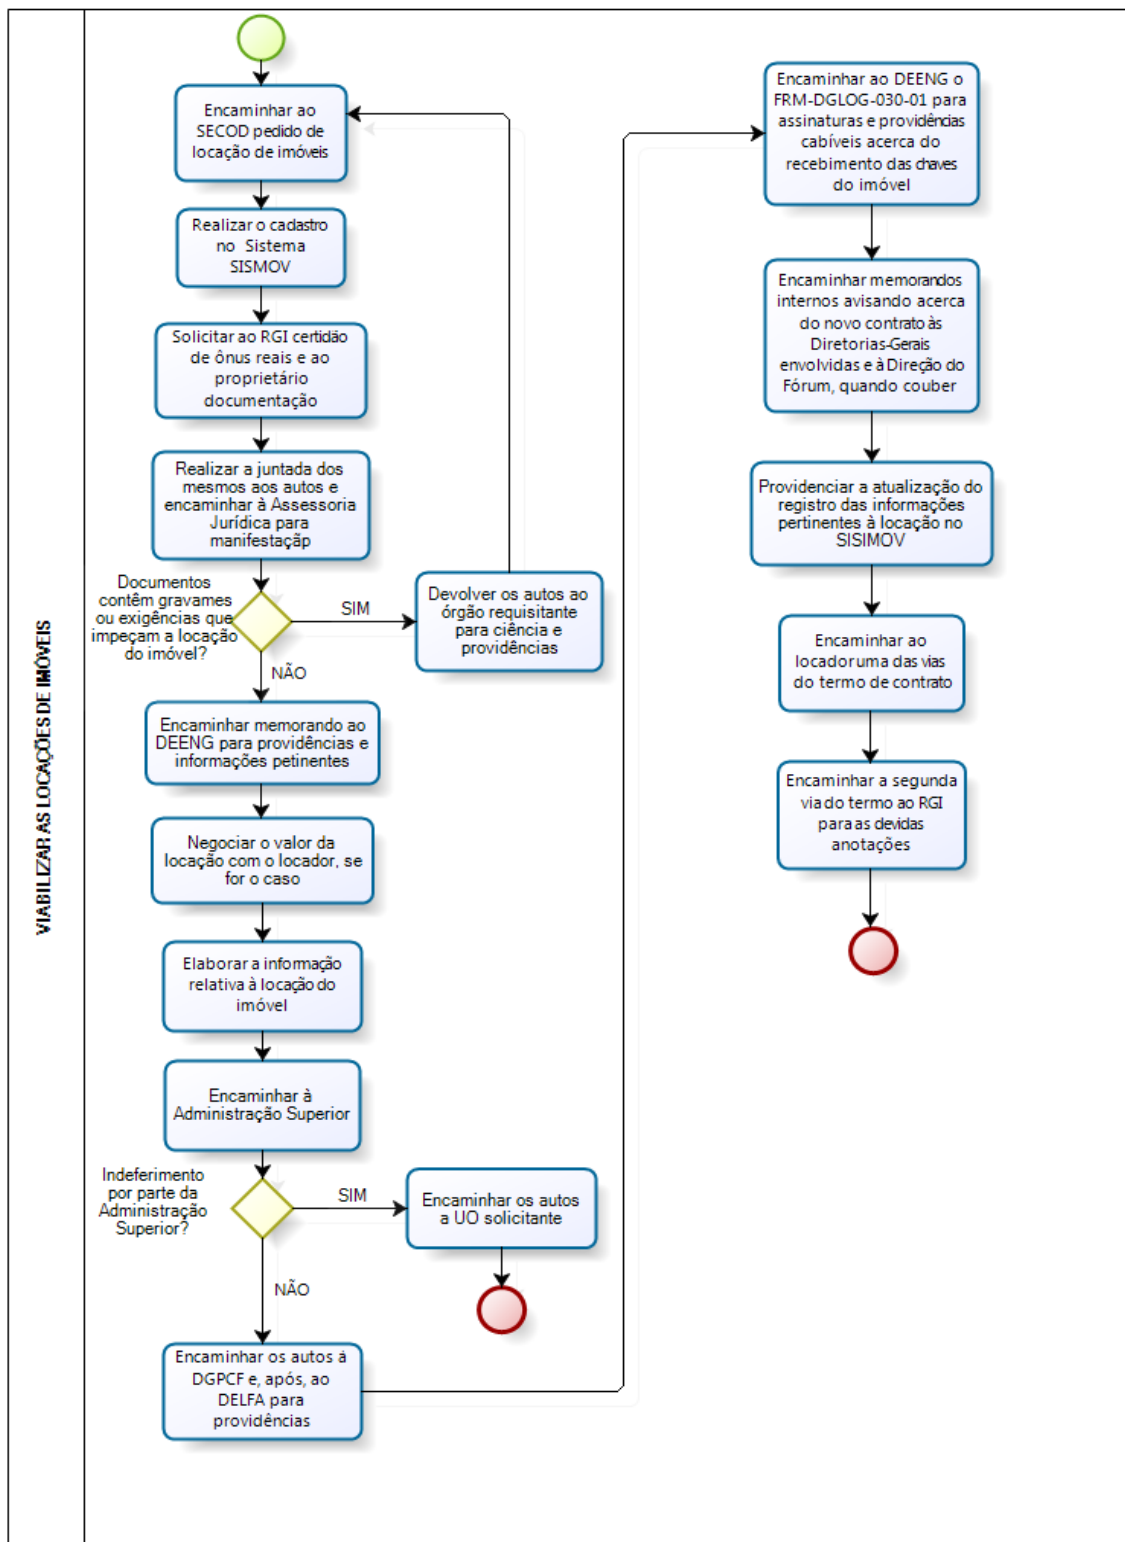 VIABILIZAR AS LOCAÇÕES DE IMÓVEIS
Encaminhar ao
SECOD pedido de
locação de imóveis
Realizar o cadastro
no Sistema
SISMOV
Solicitar ao RGI certidão
de ônus reais e ao
proprietário
documentação
Realizar a juntada dos
mesmos aos autos e
encaminhar à Assessoria
Jurídica para
manifestaçãp
Documentos
contêm gravames
ou exigências que
impeçam a locação
do imóvel?
SIM
Devolver os autos ao
órgão requisitante
para ciência e
providências
NÃO
Encaminhar memorando ao
DEENG para providências e
informações petinentes
Negociar o valor da
locação com o locador, se
for o caso
Elaborar a informação
relativa à locação do
imóvel
Encaminhar à
Administração Superior
Indeferimento
por parte da
Administração
Superior?
SIM
Encaminhar os autos
a UO solicitante
NÃO
Encaminhar os autos à
DGPCF e, após, ao
DELFA para
providências
Encaminhar ao DEENG o
FRM-DGLOG-030-01 para
assinaturas e providências
cabíveis acerca do
recebimento das chaves
do imóvel
Encaminhar memorandos
internos avisando acerca
do novo contrato às
Diretorias-Gerais
envolvidas e à Direção do
Fórum, quando couber
Providenciar a atualização do
registro das informações
pertinentes à locação no
SISIMOV
Encaminhar ao
locador uma das vias
do termo de contrato
Encaminhar a segunda
via do termo ao RGI
para as devidas
anotações